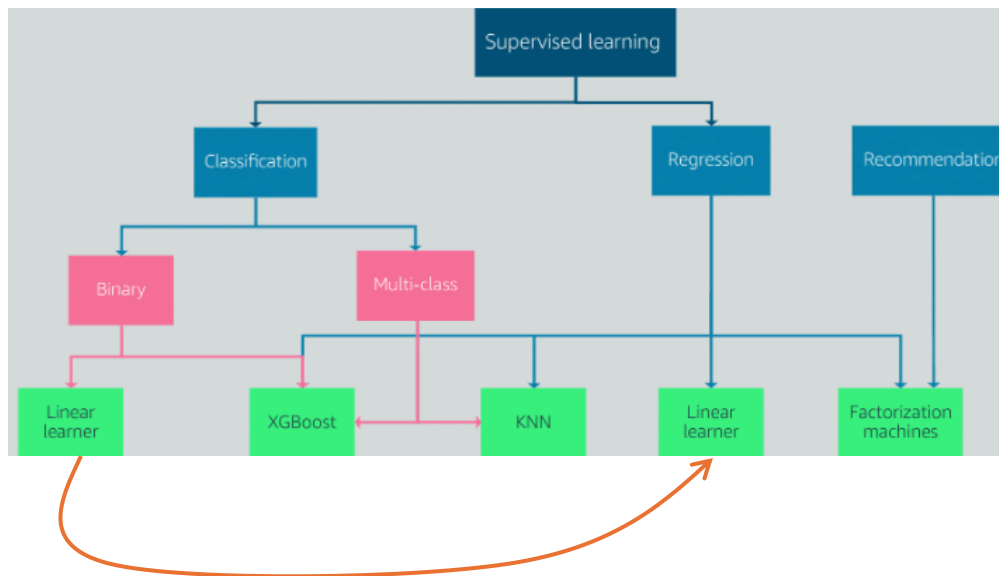 Supervised learning
Classification
Regression
Recommendation
Binary
Multi-class
Linear
learner
XGBoost
KNN
Linear
learner
Factorization
machines